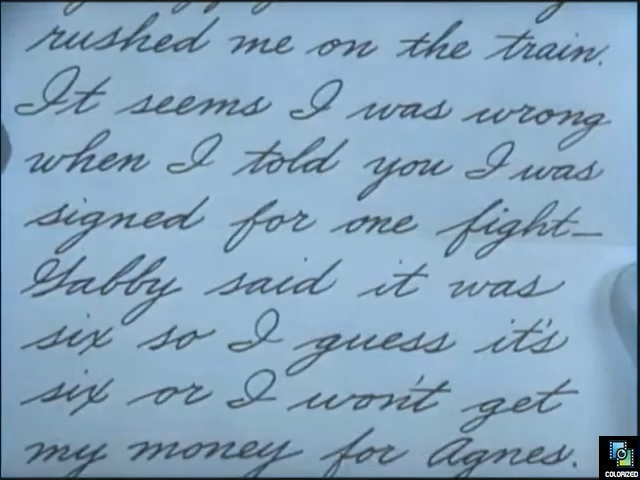 rushed me on the train.
It seems I was wrong
when I told you I was
signed for one fight—
Gabby said it was
six so I guess it's
six or I won't get
my money for Agnes.
COLORIZED